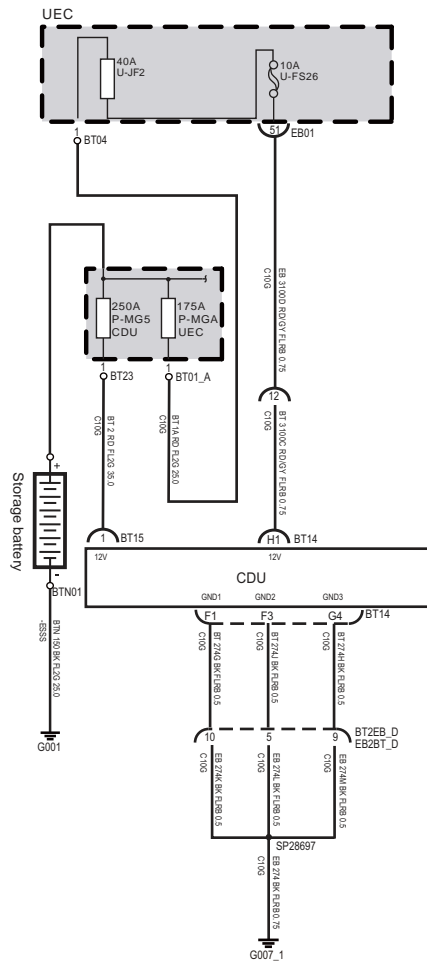 UEC
40A
U-JF2
10A
U-FS26
1
BT04
51
EB01
EB 3100D RD/GY FLRB 0.75
C10G
250A
P-MG5
CDU
175A
P-MGA
UEC
1
BT23
1
BT01_A
12
BT 2 RD FL2G 35.0
C10G
BT 1A RD FL2G 25.0
C10G
BT 3100C RD/GY FLRB 0.75
C10G
+
Storage battery
-
1
BT15
H1
BT14
12V
12V
CDU
BTN01
GND1
GND2
GND3
F1
F3
G4
BT14
BTN 150 BK FL2G 25.0
-ESSS
BT 274G BK FLRB 0.5
C10G
BT 274J BK FLRB 0.5
C10G
BT 274H BK FLRB 0.5
C10G
G001
10
5
9
BT2EB_D
EB2BT_D
EB 274K BK FLRB 0.5
C10G
EB 274L BK FLRB 0.5
C10G
EB 274M BK FLRB 0.5
C10G
SP28697
EB 274 BK FLRB 0.75
C10G
G007_1